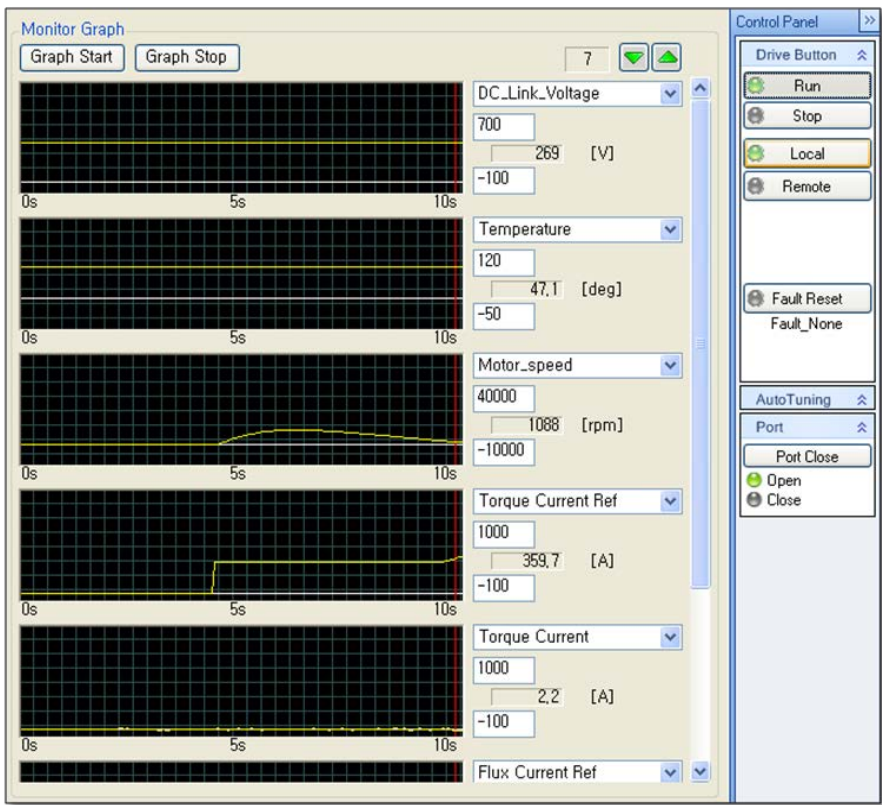 Monitor Graph
Graph Start
Graph Stop
7
DC_Link_Voltage
700
269 [V]
-100
0s 5s 10s
Temperature
120
47,1 [deg]
-50
0s 5s 10s
Motor_speed
40000
1088 [rpm]
-10000
0s 5s 10s
Torque Current Ref
1000
359,7 [A]
-100
0s 5s 10s
Torque Current
1000
2,2 [A]
-100
0s 5s 10s
Flux Current Ref
Control Panel
Drive Button
Run
Stop
Local
Remote
Fault Reset
Fault_None
AutoTuning
Port
Port Close
Open
Close